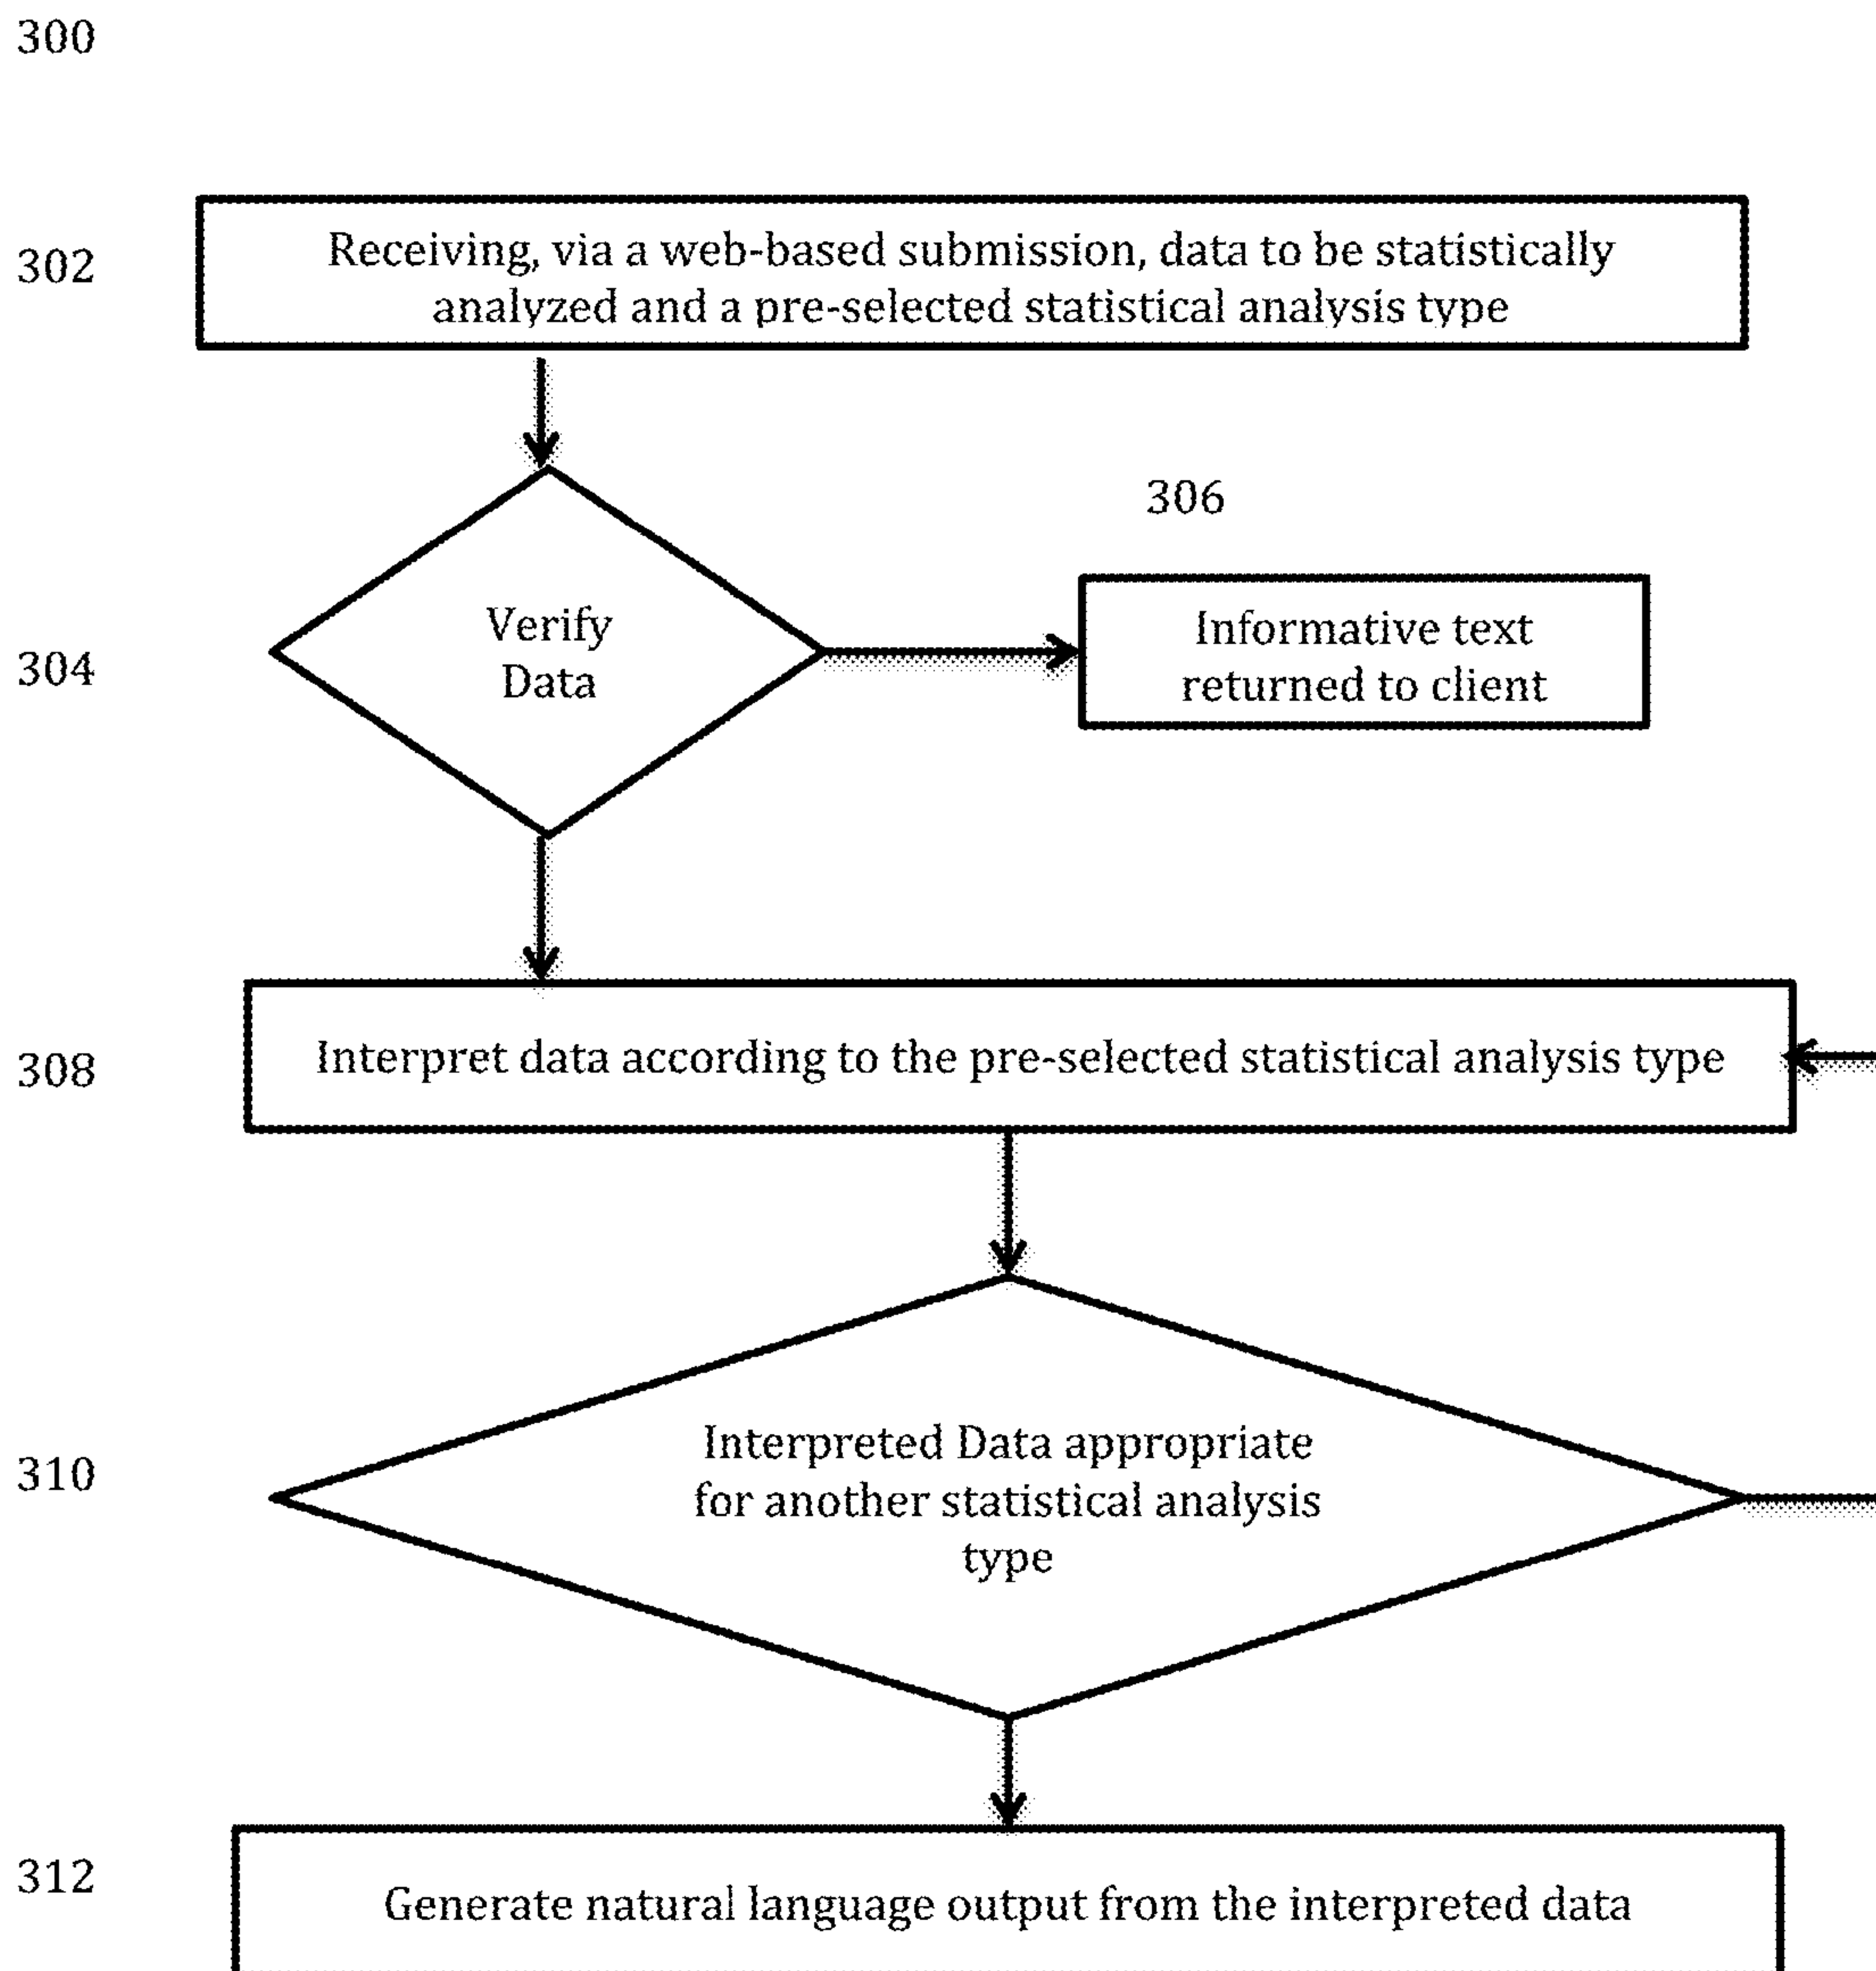 300
302
Receiving, via a web-based submission, data to be statistically
analyzed and a pre-selected statistical analysis type
306
304
Verify
Data
Informative text
returned to client
308
Interpret data according to the pre-selected statistical analysis type
310
Interpreted Data appropriate
for another statistical analysis
type
312
Generate natural language output from the interpreted data